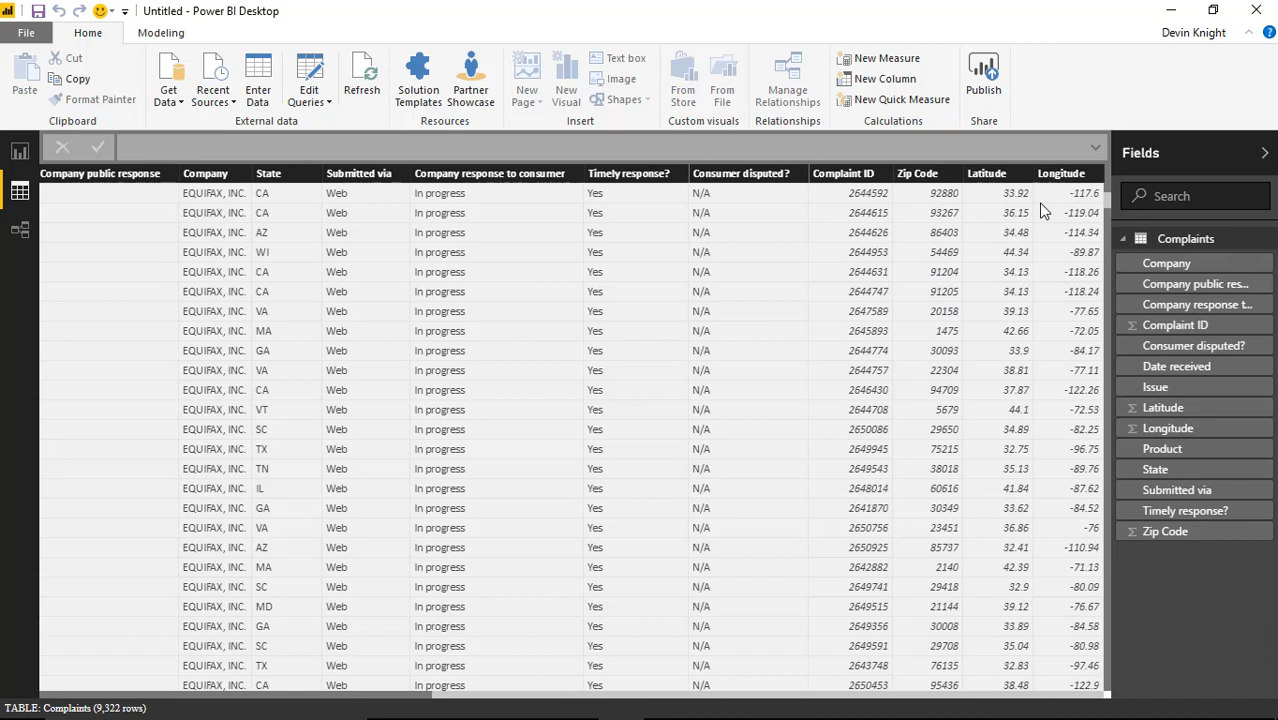 Untitled - Power BI Desktop
File Home Modeling Devin Knight
Paste Cut Copy Format Painter Get Data Recent Sources Enter Data Edit Queries Refresh Solution Templates Partner Showcase New Page New Visual Text box Image Shapes From Store From File Manage Relationships New Measure New Column New Quick Measure Publish
Clipboard External data Resources Insert Custom visuals Relationships Calculations Share
Fields
Search
Complaints
Company
Company public res...
Company response t...
Complaint ID
Consumer disputed?
Date received
Issue
Latitude
Longitude
Product
State
Submitted via
Timely response?
Zip Code
Company public response Company State Submitted via Company response to consumer Timely response? Consumer disputed? Complaint ID Zip Code Latitude Longitude
EQUIFAX, INC. CA Web In progress Yes N/A 2644592 92880 33.92 -117.6
EQUIFAX, INC. CA Web In progress Yes N/A 2644615 93267 36.15 -119.04
EQUIFAX, INC. AZ Web In progress Yes N/A 2644626 86403 34.48 -114.34
EQUIFAX, INC. WI Web In progress Yes N/A 2644953 54469 44.34 -89.87
EQUIFAX, INC. CA Web In progress Yes N/A 2644631 91204 34.13 -118.26
EQUIFAX, INC. CA Web In progress Yes N/A 2644747 91205 34.13 -118.24
EQUIFAX, INC. VA Web In progress Yes N/A 2647589 20158 39.13 -77.65
EQUIFAX, INC. MA Web In progress Yes N/A 2645893 1475 42.66 -72.05
EQUIFAX, INC. GA Web In progress Yes N/A 2644774 30093 33.9 -84.17
EQUIFAX, INC. VA Web In progress Yes N/A 2644757 22304 38.81 -77.11
EQUIFAX, INC. CA Web In progress Yes N/A 2646430 94709 37.87 -122.26
EQUIFAX, INC. VT Web In progress Yes N/A 2644708 5679 44.1 -72.53
EQUIFAX, INC. SC Web In progress Yes N/A 2650086 29650 34.89 -82.25
EQUIFAX, INC. TX Web In progress Yes N/A 2649945 75215 32.75 -96.75
EQUIFAX, INC. TN Web In progress Yes N/A 2649543 38018 35.13 -89.76
EQUIFAX, INC. IL Web In progress Yes N/A 2648014 60616 41.84 -87.62
EQUIFAX, INC. GA Web In progress Yes N/A 2641870 30349 33.62 -84.52
EQUIFAX, INC. VA Web In progress Yes N/A 2650756 23451 36.86 -76
EQUIFAX, INC. AZ Web In progress Yes N/A 2650925 85737 32.41 -110.94
EQUIFAX, INC. MA Web In progress Yes N/A 2642882 2140 42.39 -71.13
EQUIFAX, INC. SC Web In progress Yes N/A 2649741 29418 32.9 -80.09
EQUIFAX, INC. MD Web In progress Yes N/A 2649515 21144 39.12 -76.67
EQUIFAX, INC. GA Web In progress Yes N/A 2649356 30008 33.89 -84.58
EQUIFAX, INC. SC Web In progress Yes N/A 2649591 29708 35.04 -80.98
EQUIFAX, INC. TX Web In progress Yes N/A 2643748 76135 32.83 -97.46
EQUIFAX, INC. CA Web In progress Yes N/A 2650453 95436 38.48 -122.9
TABLE: Complaints (9,322 rows)